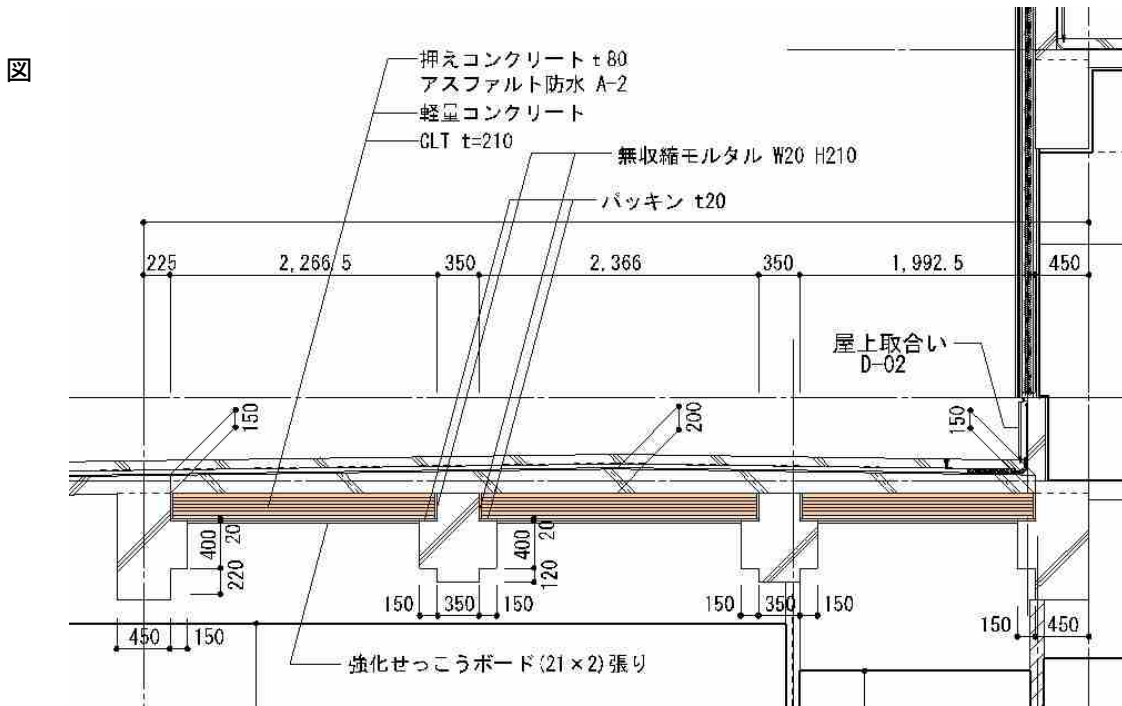 図
押えコンクリート t80
アスファルト防水 A-2
軽量コンクリート
CLT t=210
無収縮モルタル W20 H210
パッキン t20
225
2,266.5
350
2,366
350
1,992.5
450
屋上取合い
D-02
150
200
150
400
20
220
400
20
120
150
350
150
150
350
150
450
150
150
450
強化せっこうボード(21×2)張り